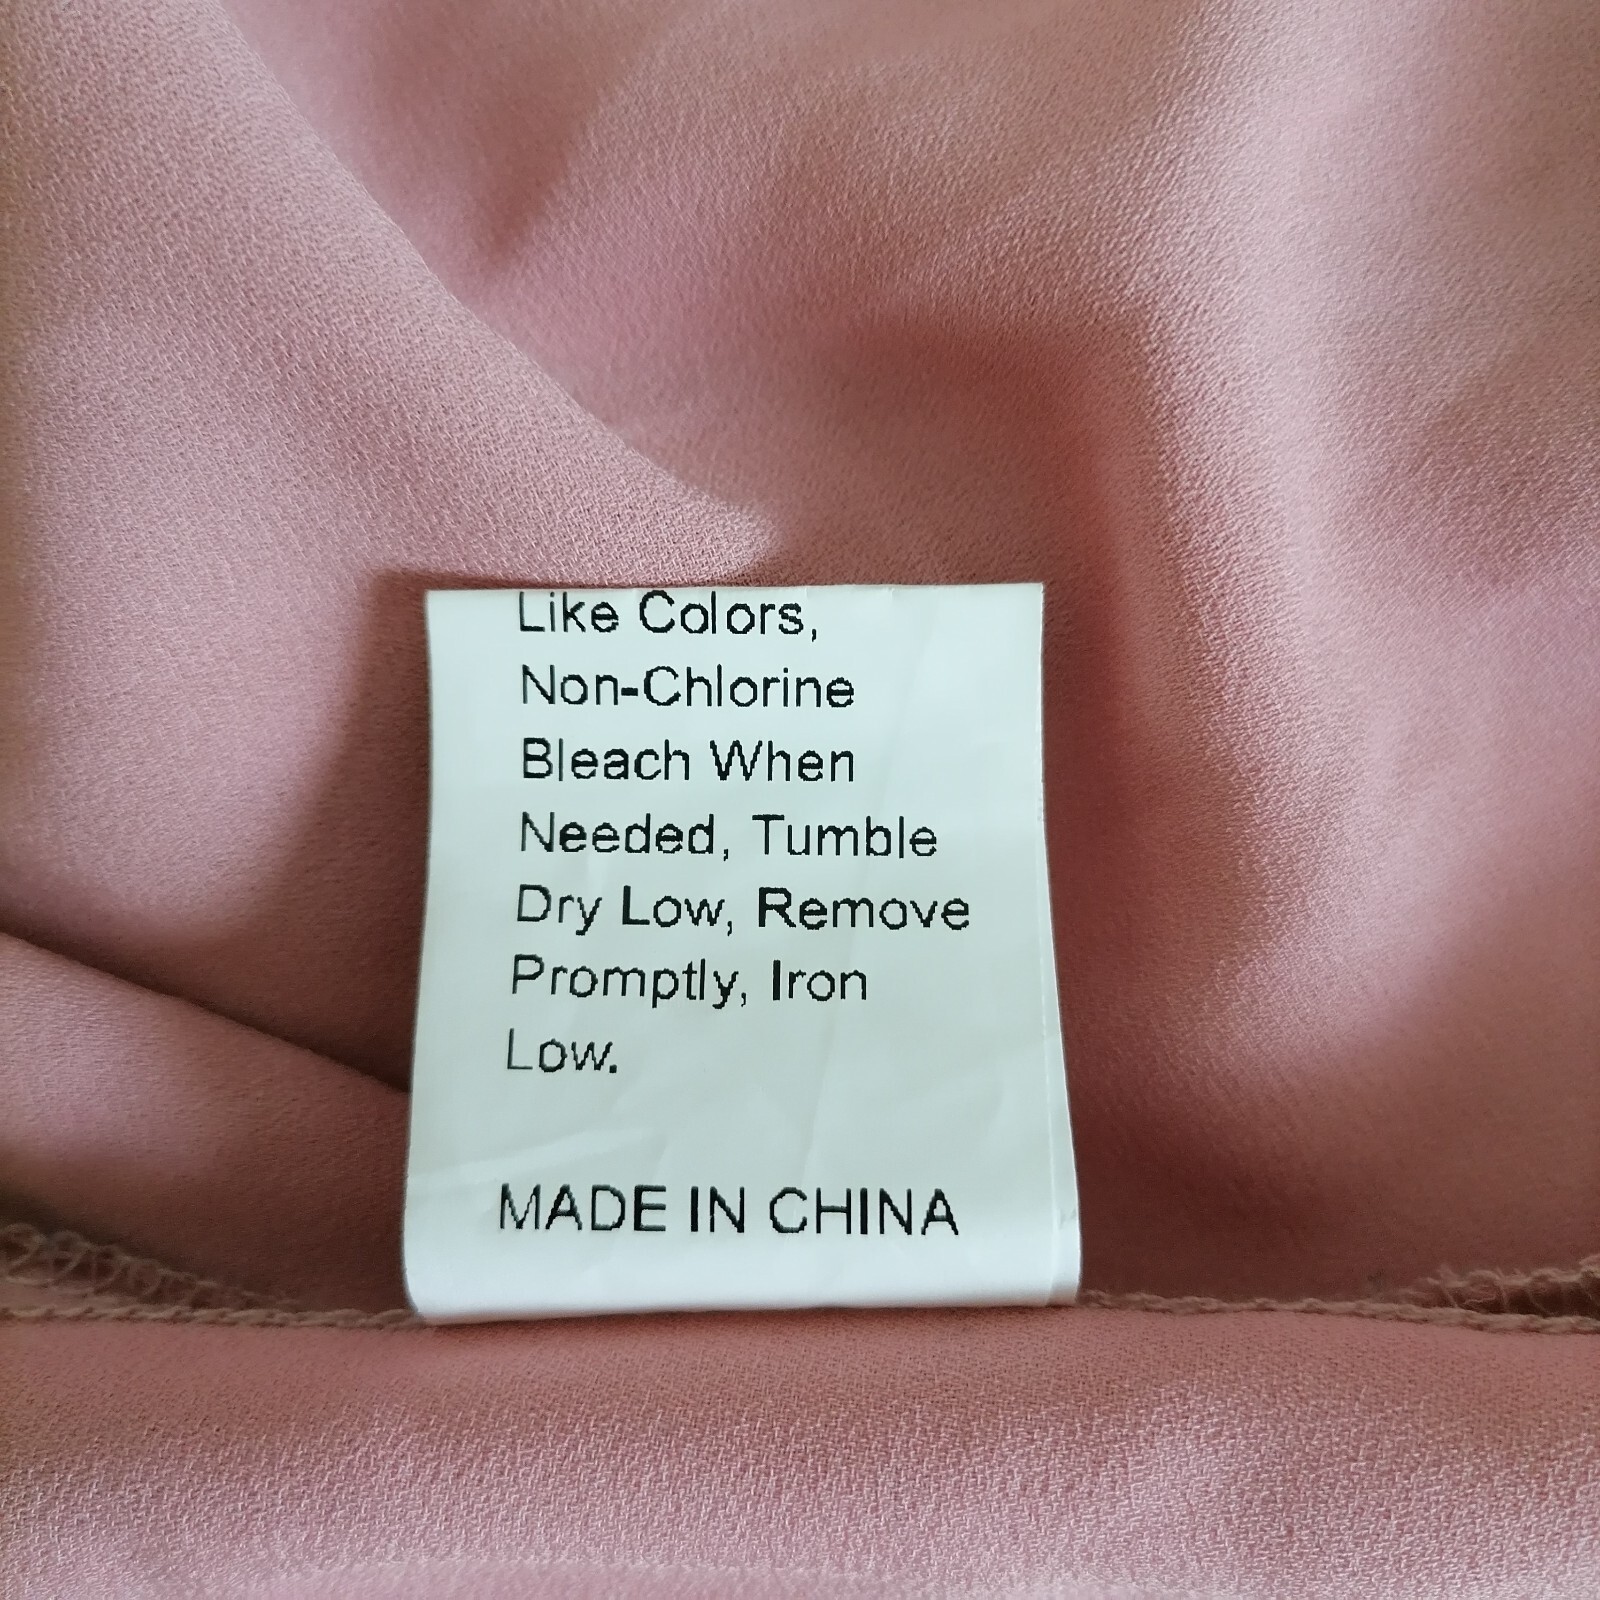 Like Colors,
Non-Chlorine
Bleach When
Needed, Tumble
Dry Low, Remove
Promptly, Iron
Low.
MADE IN CHINA